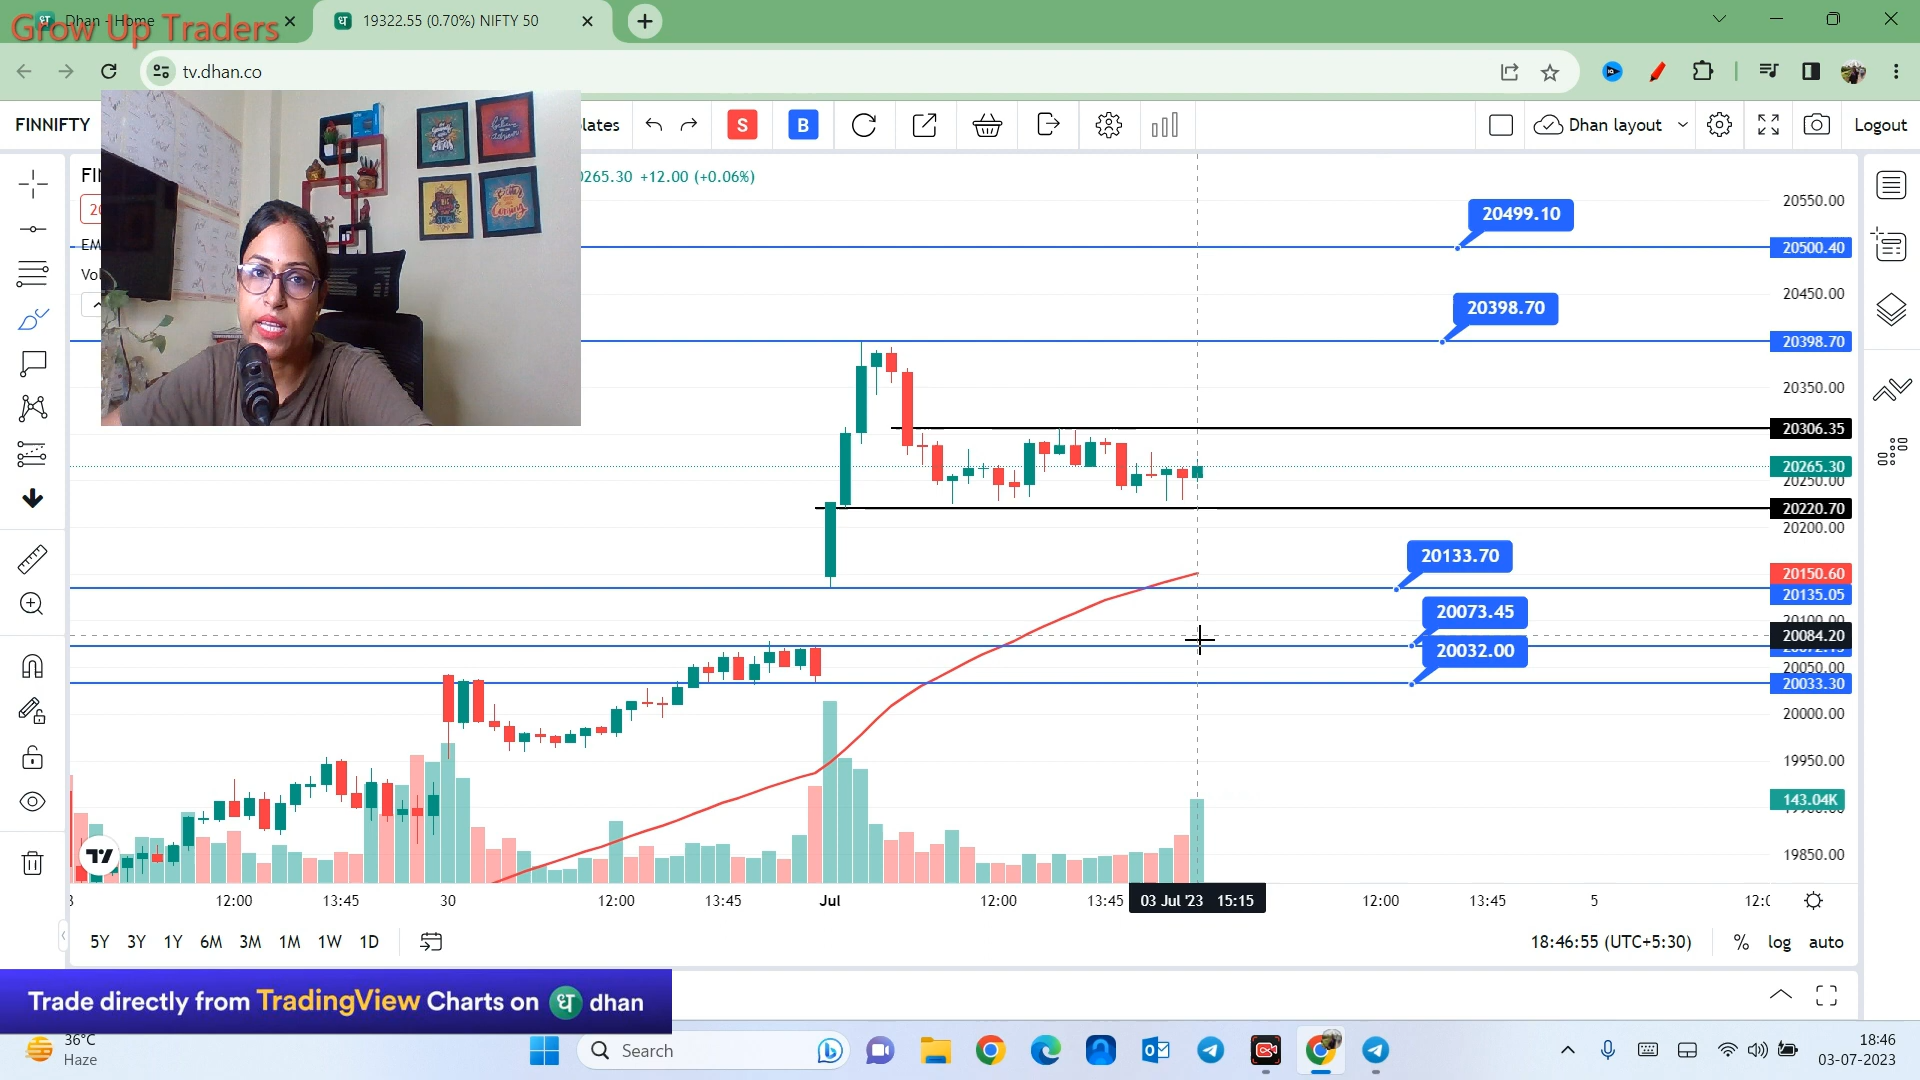 Dhan - Home
Grow Up Traders
19322.55 (0.70%) NIFTY 50
tv.dhan.co
FINNIFTY
lates
S
B
Dhan layout
Logout
265.30 +12.00 (+0.06%)
20550.00
20499.10
20500.40
20450.00
20398.70
20398.70
20350.00
20306.35
20265.30
20250.00
20220.70
20200.00
20133.70
20150.60
20135.05
20073.45
20084.20
20032.00
20050.00
20033.30
20000.00
19950.00
143.04K
19850.00
12:00
13:45
30
12:00
13:45
Jul
12:00
13:45
03 Jul '23 15:15
12:00
13:45
5
5Y 3Y 1Y 6M 3M 1M 1W 1D
18:46:55 (UTC+5:30)
% log auto
Trade directly from TradingView Charts on ध dhan
36°C
Haze
Search
18:46
03-07-2023